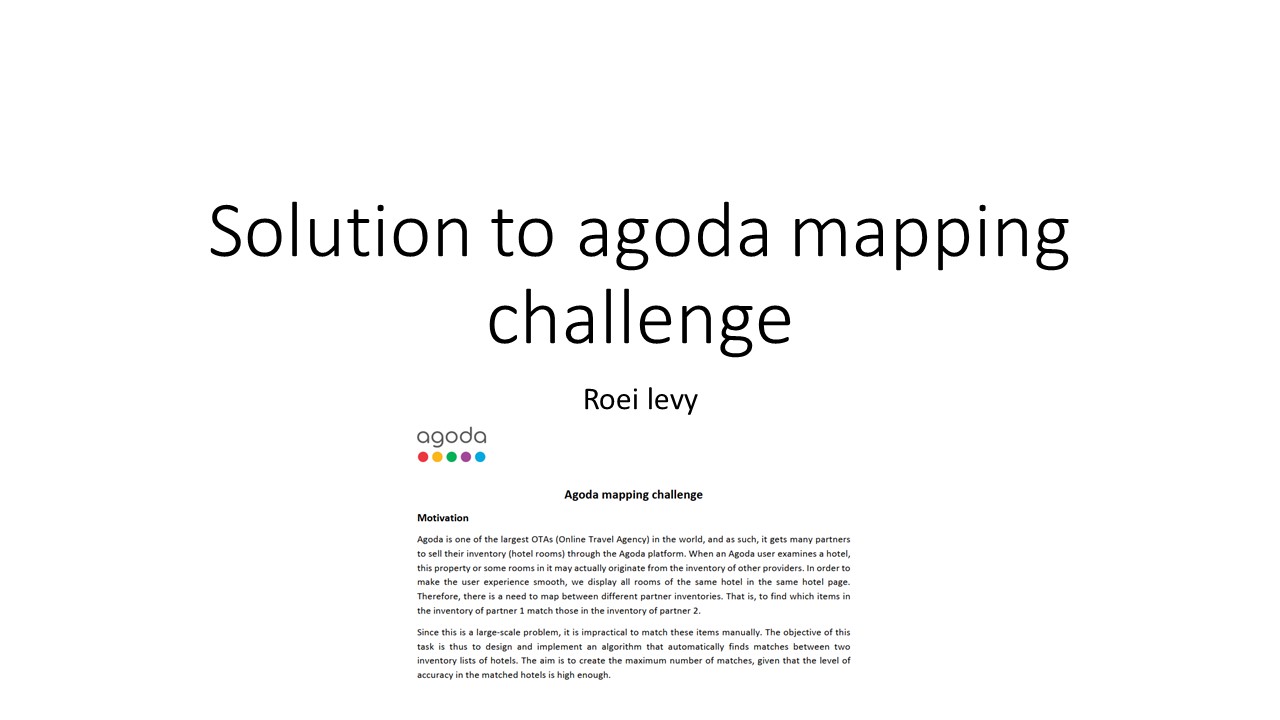 Solution to agoda mapping
challenge
Roei levy
agoda
Agoda mapping challenge
Motivation
Agoda is one of the largest OTAs (Online Travel Agency) in the world, and as such, it gets many partners
to sell their inventory (hotel rooms) through the Agoda platform. When an Agoda user examines a hotel,
this property or some rooms in it may actually originate from the inventory of other providers. In order to
make the user experience smooth, we display all rooms of the same hotel in the same hotel page.
Therefore, there is a need to map between different partner inventories. That is, to find which items in
the inventory of partner 1 match those in the inventory of partner 2.
Since this is a large-scale problem, it is impractical to match these items manually. The objective of this
task is thus to design and implement an algorithm that automatically finds matches between two
inventory lists of hotels. The aim is to create the maximum number of matches, given that the level of
accuracy in the matched hotels is high enough.